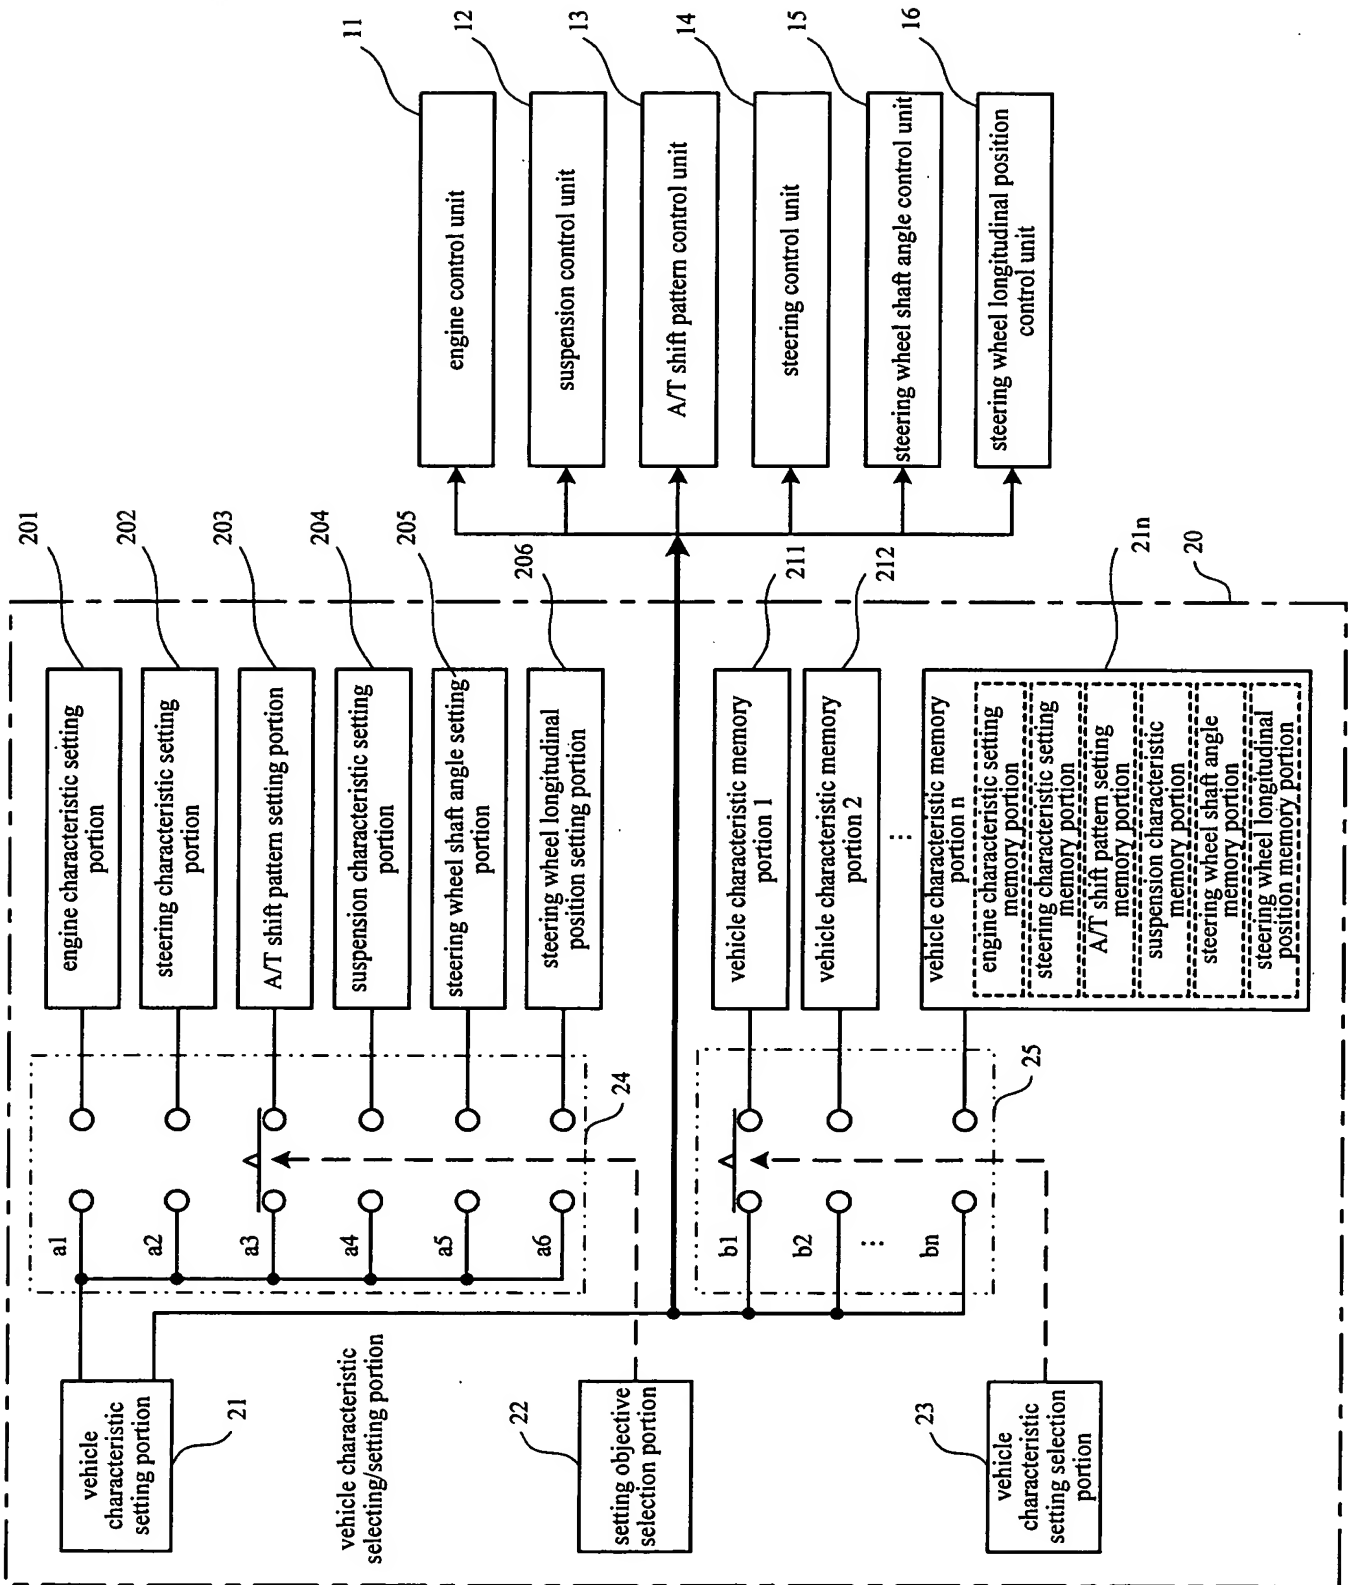 vehicle
characteristic
setting portion
21
vehicle characteristic
selecting/setting portion
setting objective
selection portion
22
vehicle
characteristic
setting selection
portion
23
a1
a2
a3
a4
a5
a6
24
b1
b2
...
bn
25
engine characteristic setting
portion
201
steering characteristic setting
portion
202
A/T shift pattern setting portion
203
suspension characteristic setting
portion
204
steering wheel shaft angle setting
portion
205
steering wheel longitudinal
position setting portion
206
vehicle characteristic memory
portion 1
211
vehicle characteristic memory
portion 2
212
...
vehicle characteristic memory
portion n
21n
engine characteristic setting
memory portion
steering characteristic setting
memory portion
A/T shift pattern setting
memory portion
suspension characteristic
memory portion
steering wheel shaft angle
memory portion
steering wheel longitudinal
position memory portion
20
engine control unit
11
suspension control unit
12
A/T shift pattern control unit
13
steering control unit
14
steering wheel shaft angle control unit
15
steering wheel longitudinal position
control unit
16